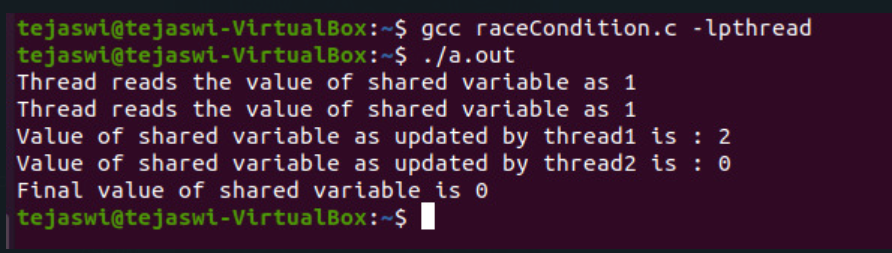 tejaswi@tejaswi-VirtualBox:~$ gcc raceCondition.c -lpthread
tejaswi@tejaswi-VirtualBox:~$ ./a.out
Thread reads the value of shared variable as 1
Thread reads the value of shared variable as 1
Value of shared variable as updated by thread1 is : 2
Value of shared variable as updated by thread2 is : 0
Final value of shared variable is 0
tejaswi@tejaswi-VirtualBox:~$